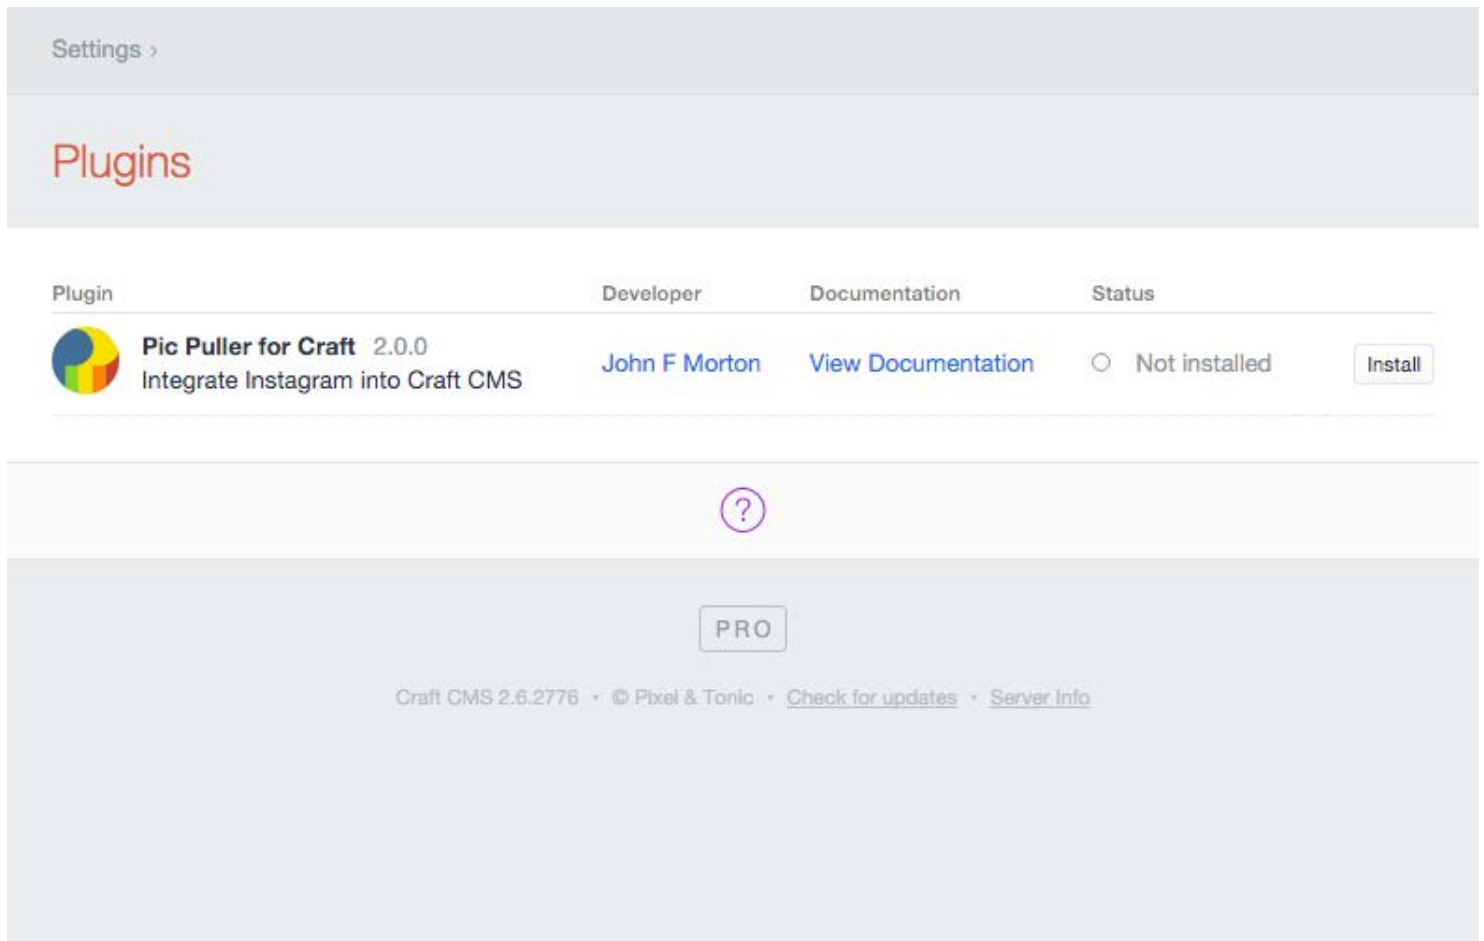 Settings ›
Plugins
Plugin Developer Documentation Status
Pic Puller for Craft 2.0.0
Integrate Instagram into Craft CMS
John F Morton View Documentation Not installed Install
?
PRO
Craft CMS 2.6.2776 • © Pixel & Tonic • Check for updates • Server Info